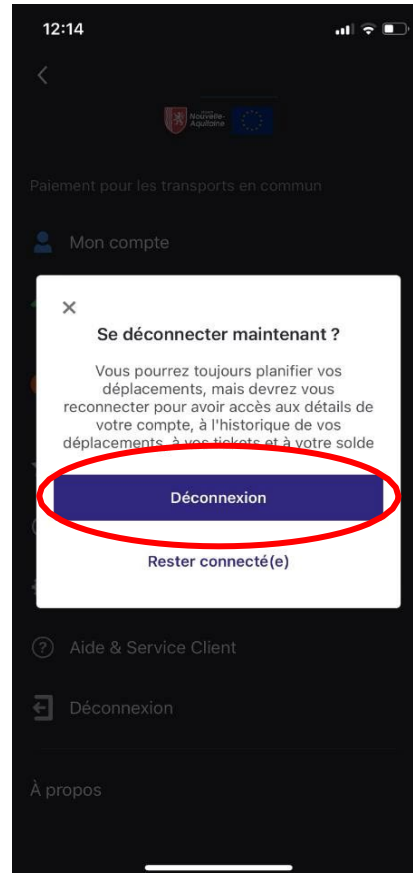 12:14
Nouvelle-
Aquitaine
Paiement pour les transports en commun
Mon compte
Se déconnecter maintenant ?
Vous pourrez toujours planifier vos
déplacements, mais devrez vous
reconnecter pour avoir accès aux détails de
votre compte, à l'historique de vos
déplacements, à vos tickets et à votre solde
Déconnexion
Rester connecté(e)
Aide & Service Client
Déconnexion
À propos